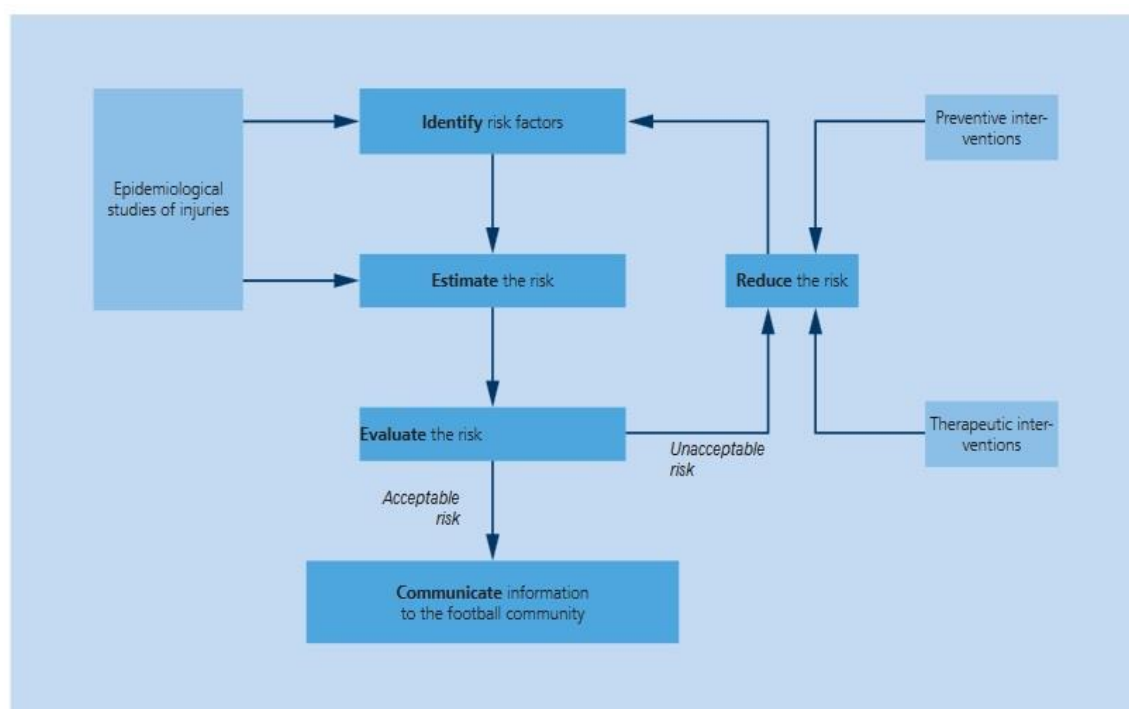 Identify risk factors
Preventive inter-
ventions
Epidemiological
studies of injuries
Estimate the risk
Reduce the risk
Evaluate the risk
Unacceptable
risk
Therapeutic inter-
ventions
Acceptable
risk
Communicate information
to the football community